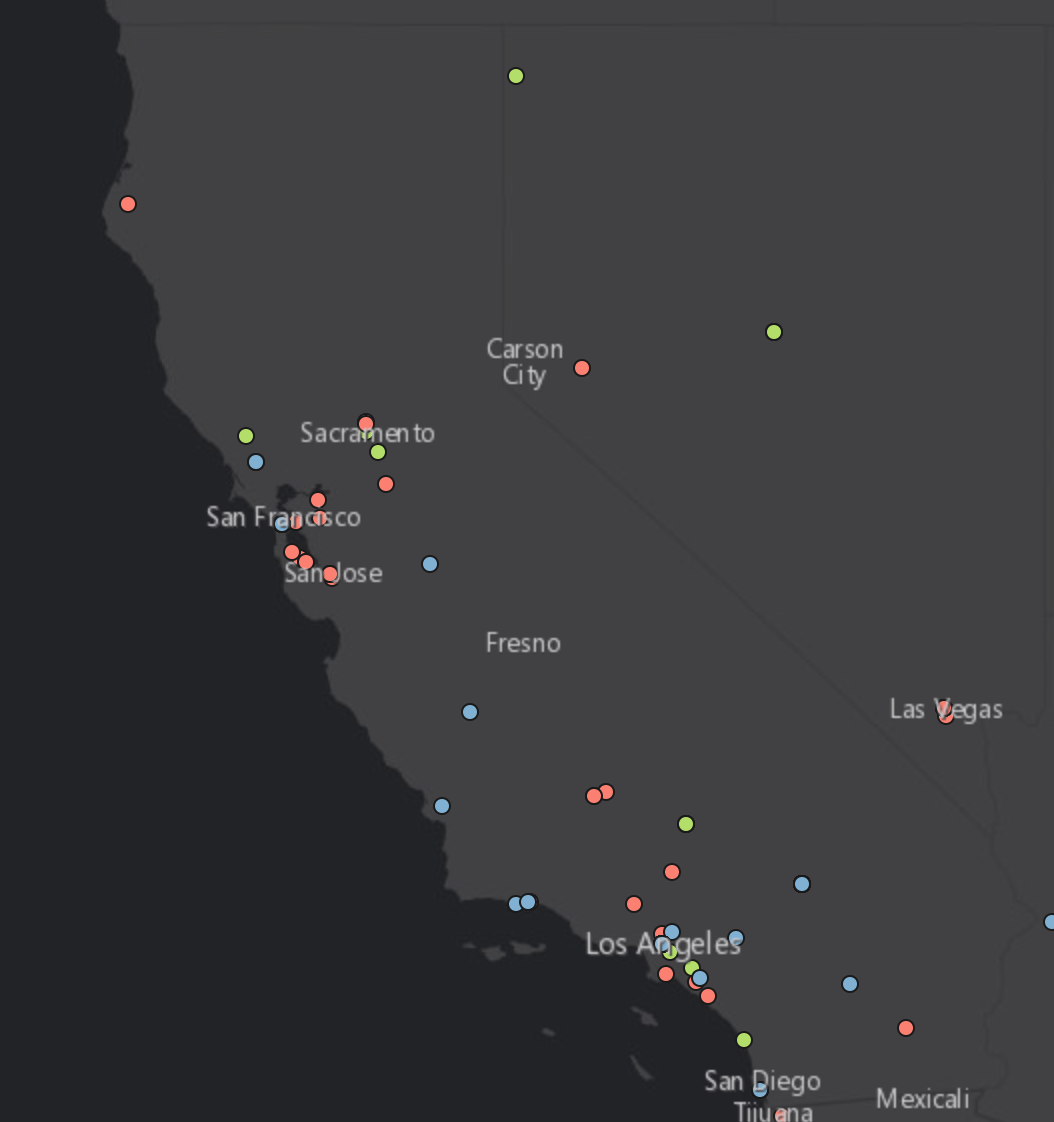 Carson
City
Sacramento
San Francisco
San Jose
Fresno
Las Vegas
Los Angeles
San Diego
Mexicali
Tijuana